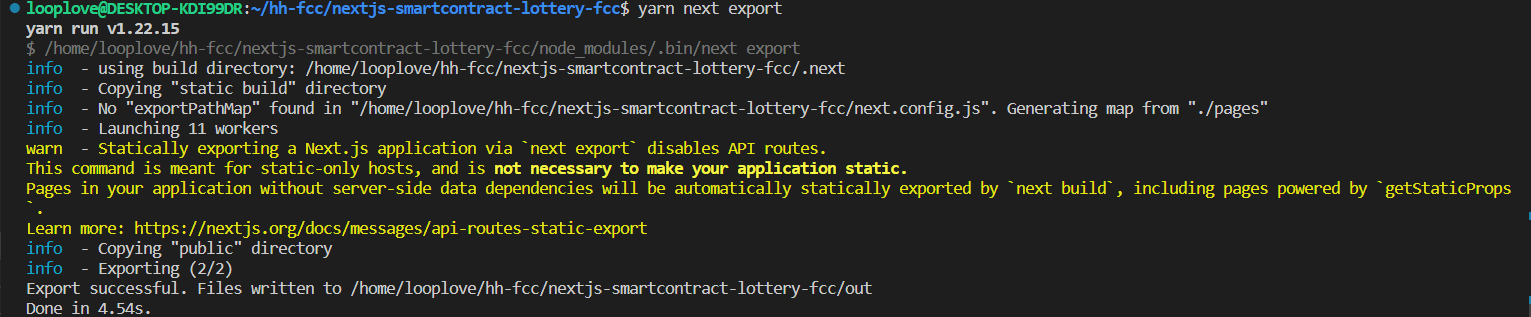 looplove@DESKTOP-KDI99DR:~/hh-fcc/nextjs-smartcontract-lottery-fcc$ yarn next export
yarn run v1.22.15
$ /home/looplove/hh-fcc/nextjs-smartcontract-lottery-fcc/node_modules/.bin/next export
info  - using build directory: /home/looplove/hh-fcc/nextjs-smartcontract-lottery-fcc/.next
info  - Copying "static build" directory
info  - No "exportPathMap" found in "/home/looplove/hh-fcc/nextjs-smartcontract-lottery-fcc/next.config.js". Generating map from "./pages"
info  - Launching 11 workers
warn  - Statically exporting a Next.js application via `next export` disables API routes.
This command is meant for static-only hosts, and is not necessary to make your application static.
Pages in your application without server-side data dependencies will be automatically statically exported by `next build`, including pages powered by `getStaticProps
`.
Learn more: https://nextjs.org/docs/messages/api-routes-static-export
info  - Copying "public" directory
info  - Exporting (2/2)
Export successful. Files written to /home/looplove/hh-fcc/nextjs-smartcontract-lottery-fcc/out
Done in 4.54s.